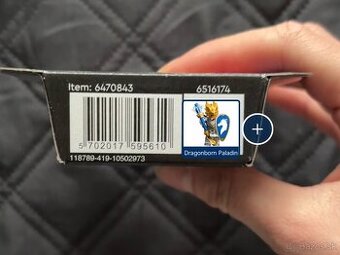 Item: 6470843 6516174
5 702017 595610
Dragonborn Paladin
118789-419-10502973